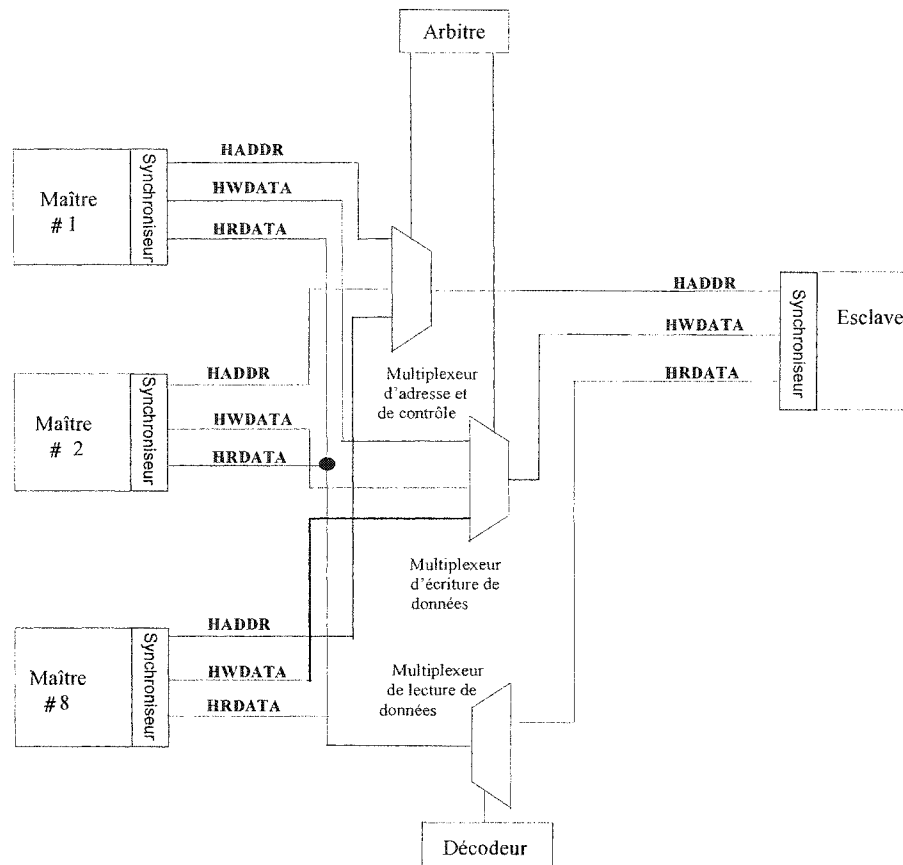 Arbitre
HADDR
HWDATA
HRDATA
Synchroniseur
Maître
# 1
HADDR
HWDATA
HRDATA
Synchroniseur
Esclave
Multiplexeur
d'adresse et
de contrôle
HADDR
HWDATA
HRDATA
Synchroniseur
Maître
# 2
Multiplexeur
d'écriture de
données
HADDR
HWDATA
HRDATA
Synchroniseur
Maître
#8
Multiplexeur
de lecture de
données
Décodeur